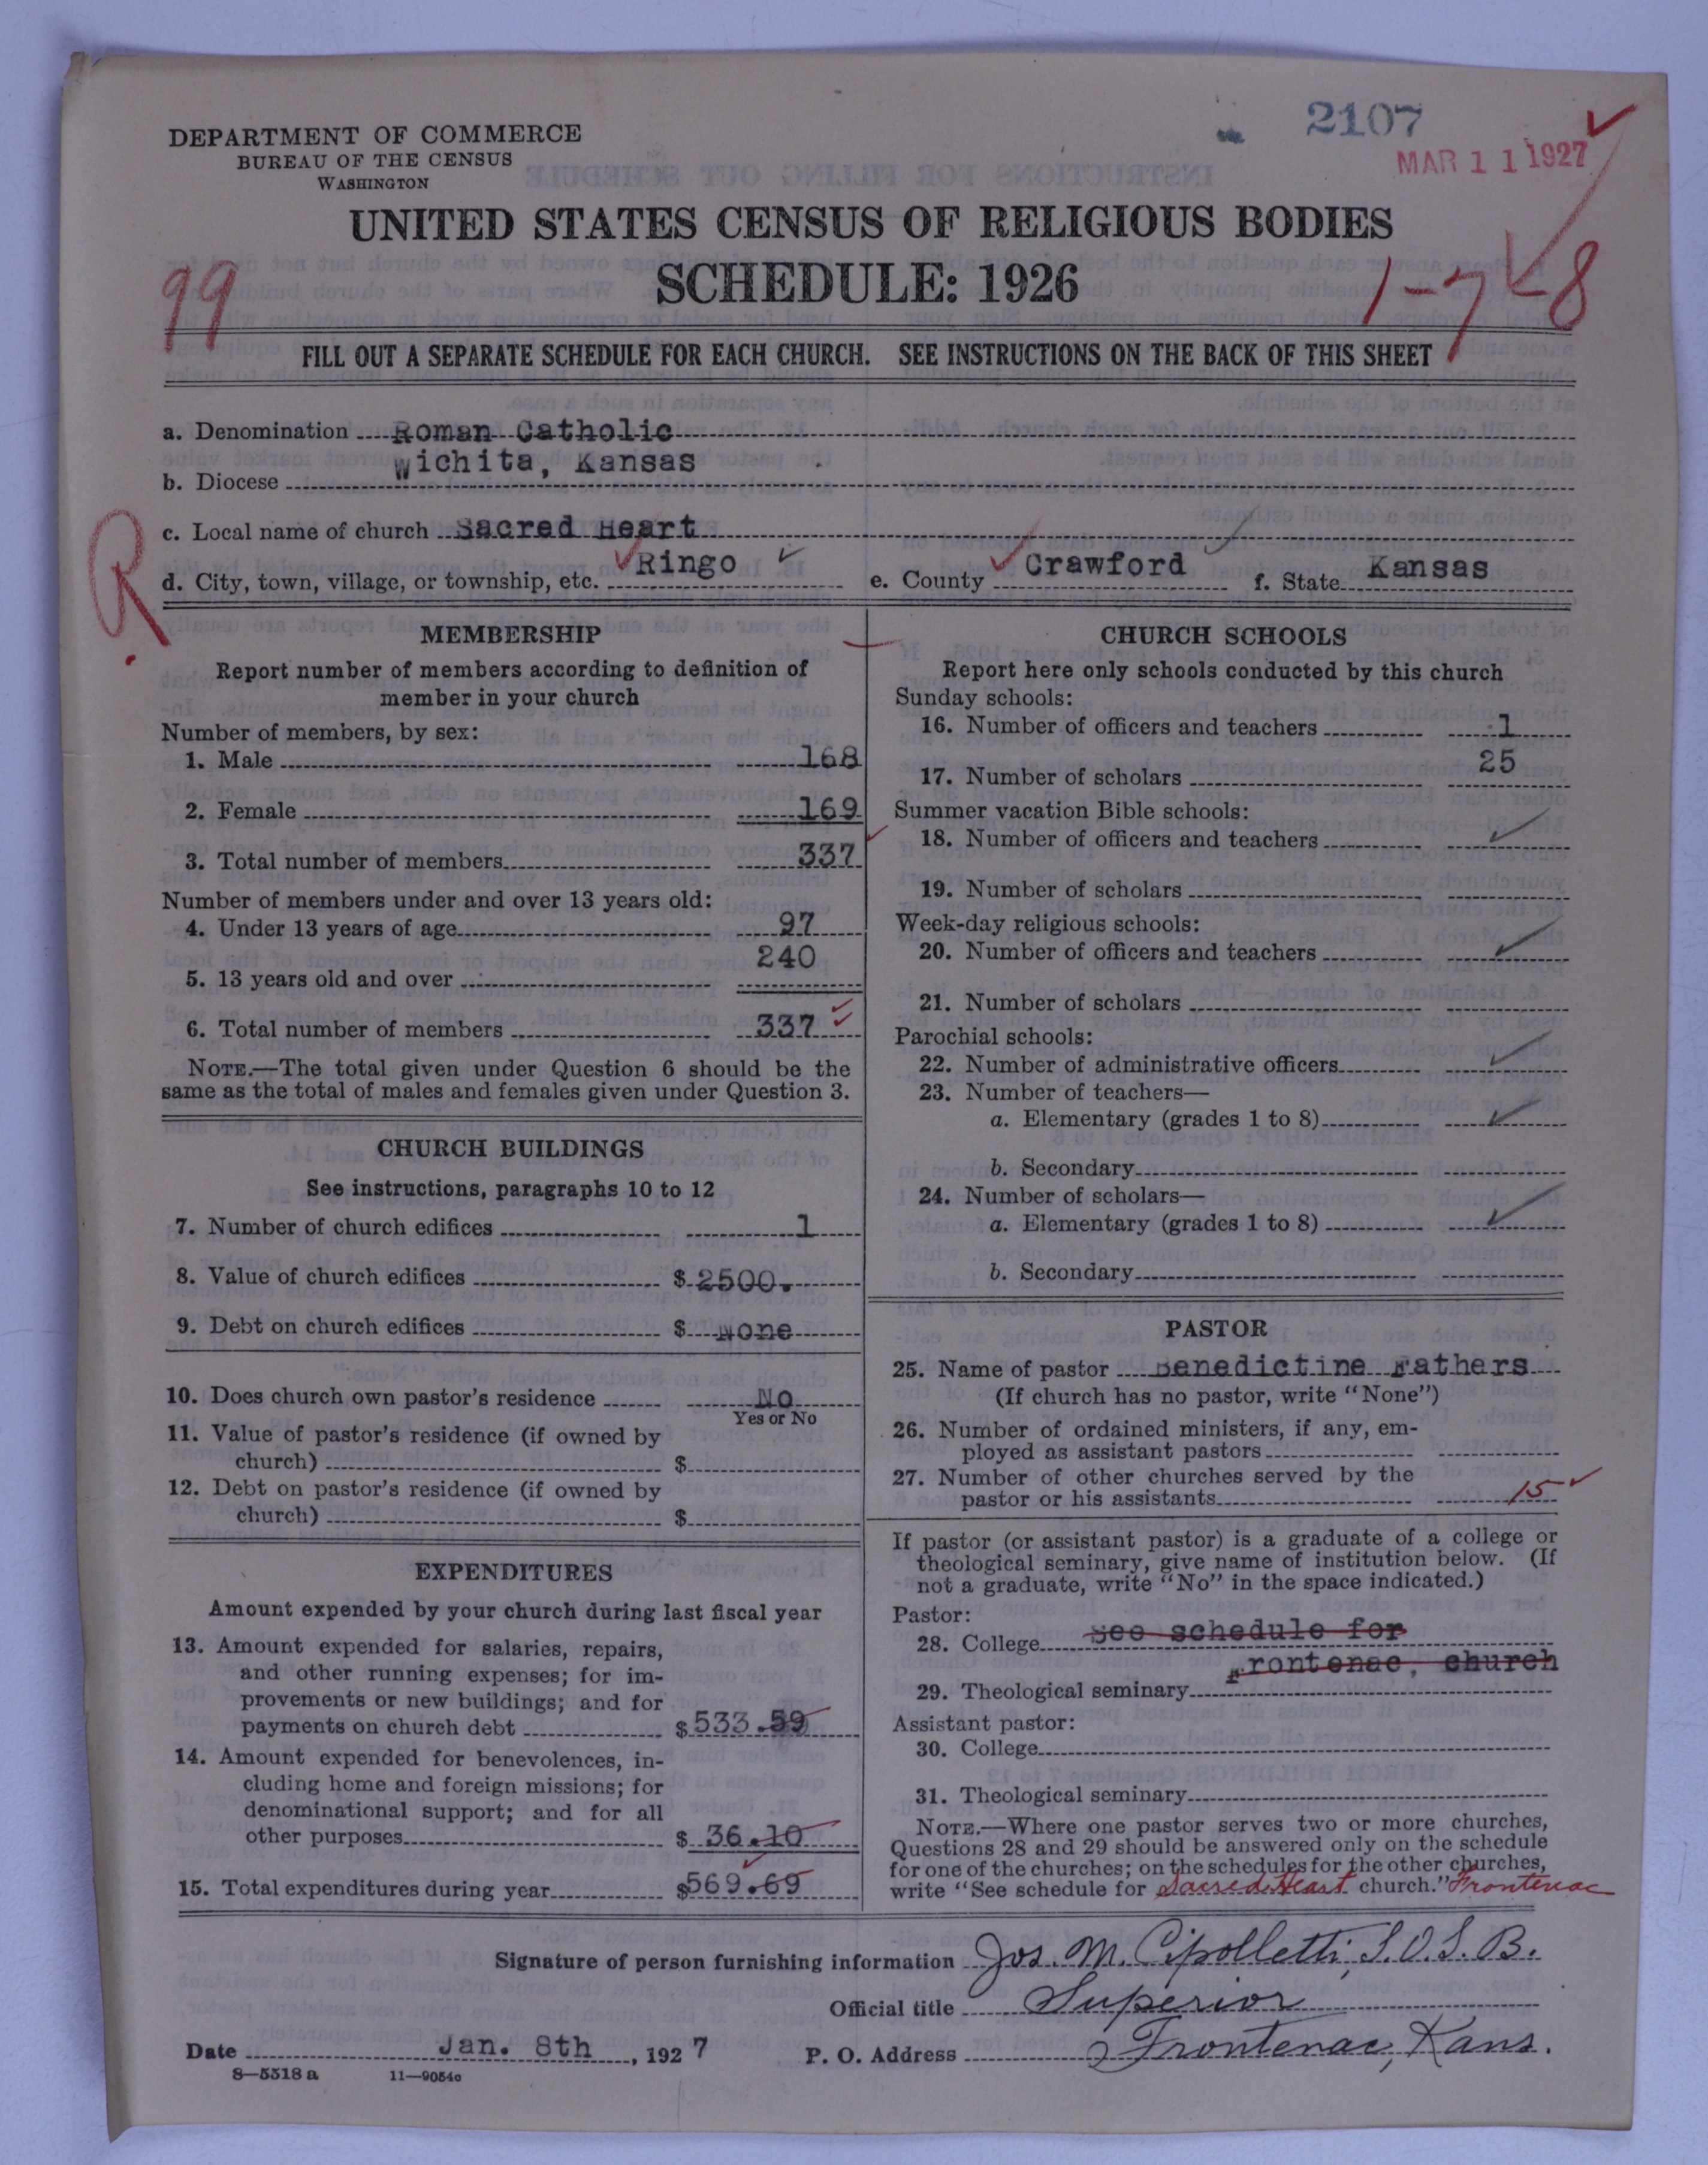 2107
MAR 11 1927
DEPARTMENT OF COMMERCE
BUREAU OF THE CENSUS
WASHINGTON
UNITED STATES CENSUS OF RELIGIOUS BODIES
SCHEDULE: 1926
99
1-7-8
FILL OUT A SEPARATE SCHEDULE FOR EACH CHURCH. SEE INSTRUCTIONS ON THE BACK OF THIS SHEET
a. Denomination Roman Catholic
b. Diocese Wichita, Kansas
c. Local name of church Sacred Heart
R.
d. City, town, village, or township, etc. Ringo e. County Crawford f. State Kansas
MEMBERSHIP
Report number of members according to definition of
member in your church
Number of members, by sex:
1. Male 168
2. Female 169
3. Total number of members 337
Number of members under and over 13 years old:
4. Under 13 years of age 97
5. 13 years old and over 240
6. Total number of members 337
NOTE.—The total given under Question 6 should be the
same as the total of males and females given under Question 3.
CHURCH BUILDINGS
See instructions, paragraphs 10 to 12
7. Number of church edifices 1
8. Value of church edifices $ 2500.
9. Debt on church edifices $ None
10. Does church own pastor's residence No
Yes or No
11. Value of pastor's residence (if owned by
church) $
12. Debt on pastor's residence (if owned by
church) $
EXPENDITURES
Amount expended by your church during last fiscal year
13. Amount expended for salaries, repairs,
and other running expenses; for im-
provements or new buildings; and for
payments on church debt $ 533.59
14. Amount expended for benevolences, in-
cluding home and foreign missions; for
denominational support; and for all
other purposes $ 36.10
15. Total expenditures during year $569.69
CHURCH SCHOOLS
Report here only schools conducted by this church
Sunday schools:
16. Number of officers and teachers 1
17. Number of scholars 25
Summer vacation Bible schools:
18. Number of officers and teachers
19. Number of scholars
Week-day religious schools:
20. Number of officers and teachers
21. Number of scholars
Parochial schools:
22. Number of administrative officers
23. Number of teachers—
a. Elementary (grades 1 to 8)
b. Secondary
24. Number of scholars—
a. Elementary (grades 1 to 8)
b. Secondary
PASTOR
25. Name of pastor Benedictine Fathers
(If church has no pastor, write "None")
26. Number of ordained ministers, if any, em-
ployed as assistant pastors
27. Number of other churches served by the
pastor or his assistants 15
If pastor (or assistant pastor) is a graduate of a college or
theological seminary, give name of institution below. (If
not a graduate, write "No" in the space indicated.)
Pastor:
28. College See schedule for
Frontenac, church
29. Theological seminary
Assistant pastor:
30. College
31. Theological seminary
NOTE.—Where one pastor serves two or more churches,
Questions 28 and 29 should be answered only on the schedule
for one of the churches; on the schedules for the other churches,
write "See schedule for Sacred Heart church." Frontenac
Signature of person furnishing information Jos. M. Cipolletti, S.O.S.B.
Official title Superior
Date Jan. 8th, 1927 P. O. Address Frontenac, Kans.
8—5518 a 11—9054c